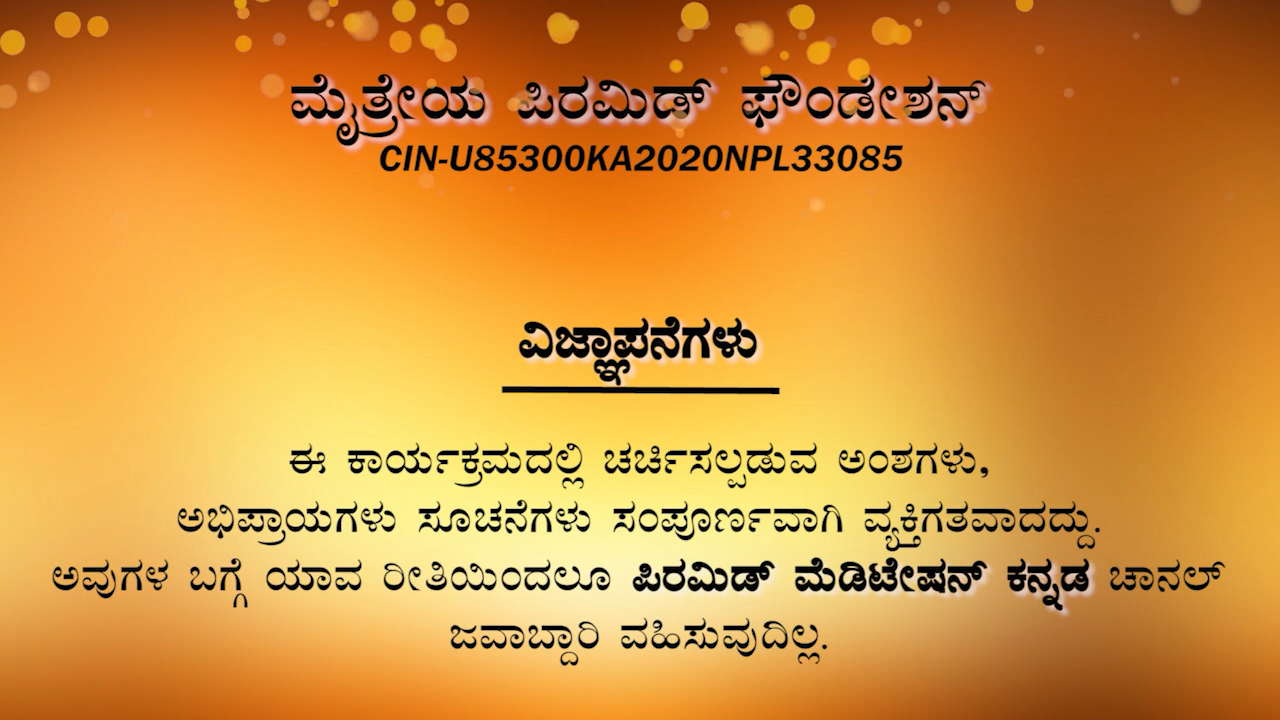 ಮೈತ್ರೇಯ ಪಿರಮಿಡ್ ಫೌಂಡೇಶನ್
CIN-U85300KA2020NPL33085
ವಿಜ್ಞಾಪನೆಗಳು
ಈ ಕಾರ್ಯಕ್ರಮದಲ್ಲಿ ಚರ್ಚಿಸಲ್ಪಡುವ ಅಂಶಗಳು,
ಅಭಿಪ್ರಾಯಗಳು ಸೂಚನೆಗಳು ಸಂಪೂರ್ಣವಾಗಿ ವ್ಯಕ್ತಿಗತವಾದದ್ದು.
ಅವುಗಳ ಬಗ್ಗೆ ಯಾವ ರೀತಿಯಿಂದಲೂ ಪಿರಮಿಡ್ ಮೆಡಿಟೇಷನ್ ಕನ್ನಡ ಚಾನಲ್
ಜವಾಬ್ದಾರಿ ವಹಿಸುವುದಿಲ್ಲ.